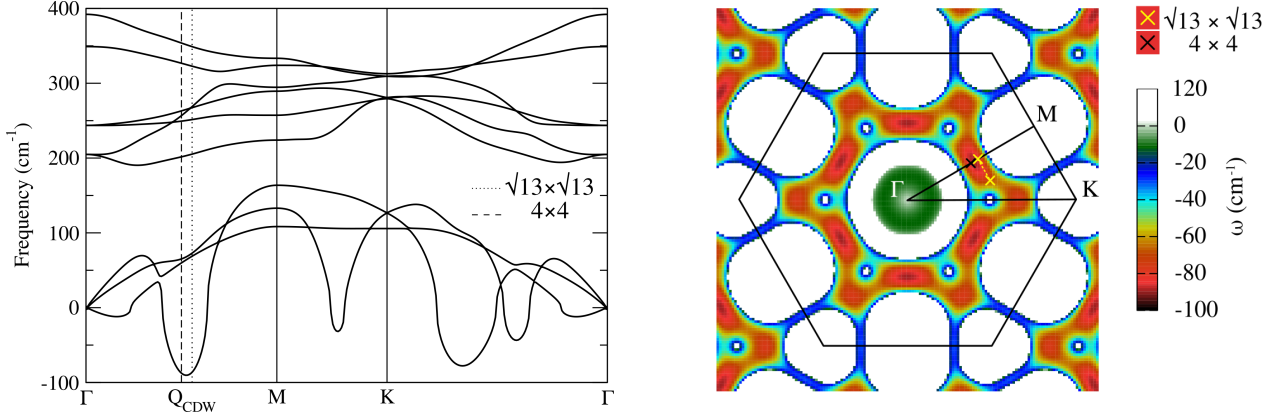 400
300
200
100
0
-100
Frequency (cm⁻¹)
√13×√13
4×4
Γ
Q_CDW
M
K
Γ
√13 × √13
4 × 4
M
Γ
K
120
0
-20
-40
-60
-80
-100
ω (cm⁻¹)